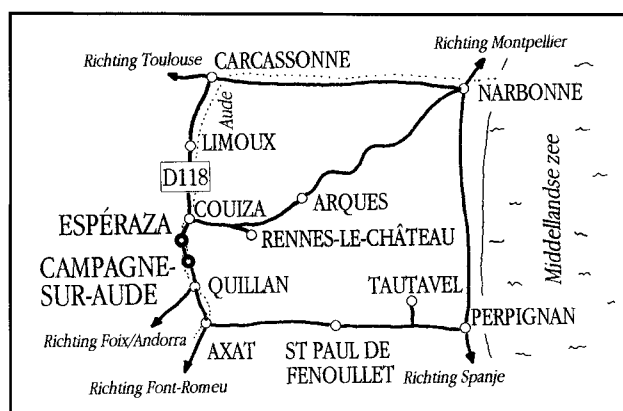 Richting Toulouse
CARCASSONNE
Richting Montpellier
NARBONNE
Aude
LIMOUX
D118
Middellandse zee
COUIZA
ARQUES
ESPÉRAZA
RENNES-LE-CHÂTEAU
CAMPAGNE-
SUR-AUDE
QUILLAN
TAUTAVEL
PERPIGNAN
Richting Foix/Andorra
AXAT
ST PAUL DE
FENOULLET
Richting Font-Romeu
Richting Spanje